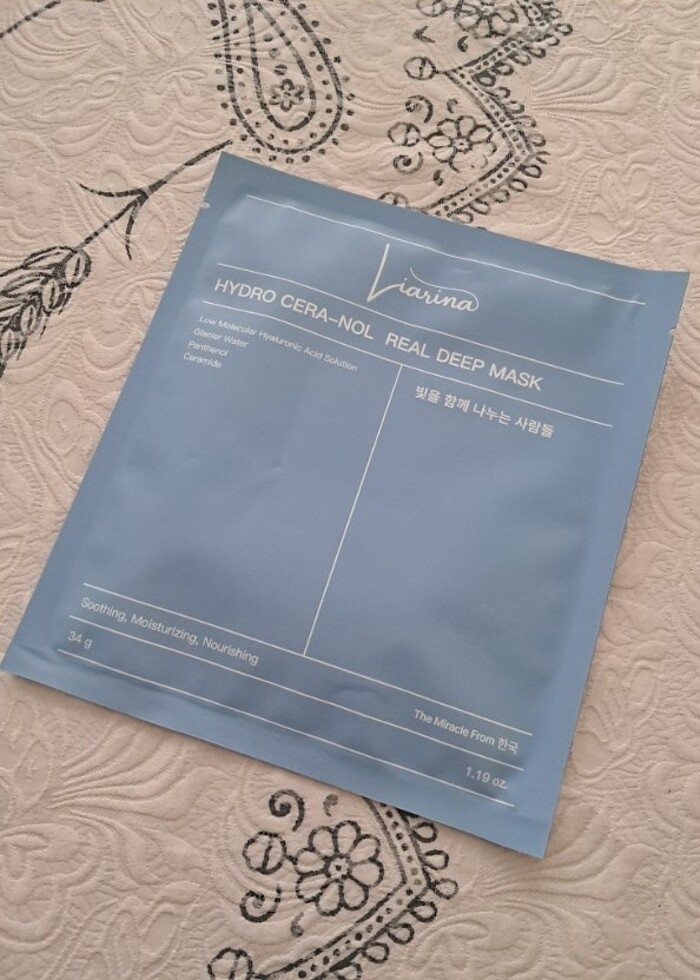 Liarina
HYDRO CERA-NOL REAL DEEP MASK
Low Molecular Hyaluronic Acid Solution
Glacier Water
Panthenol
Ceramide
빛을 함께 나누는 사람들
Soothing, Moisturizing, Nourishing
34 g
The Miracle From 한국
1.19 oz.